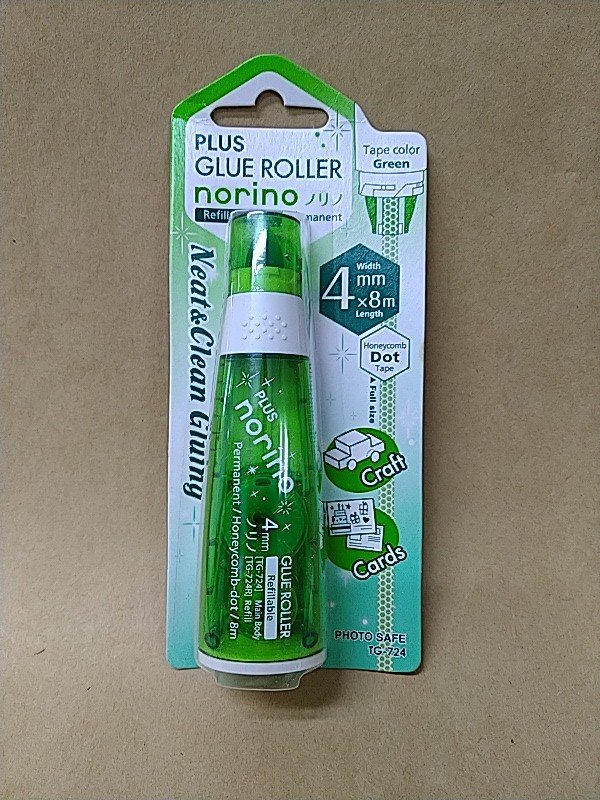 PLUS
GLUE ROLLER
norino ノリノ
Tape color
Green
Neat&Clean Gluing
Width
4mm
×8m
Length
Honeycomb
Dot
Tape
▲Full size
Craft
Cards
PHOTO SAFE
TG-724
PLUS
norino
Permanent / Honeycomb-dot / 8m
4mm
ノリノ
[TG-724] Main Body
[TG-724R] Refill
GLUE ROLLER
Refillable